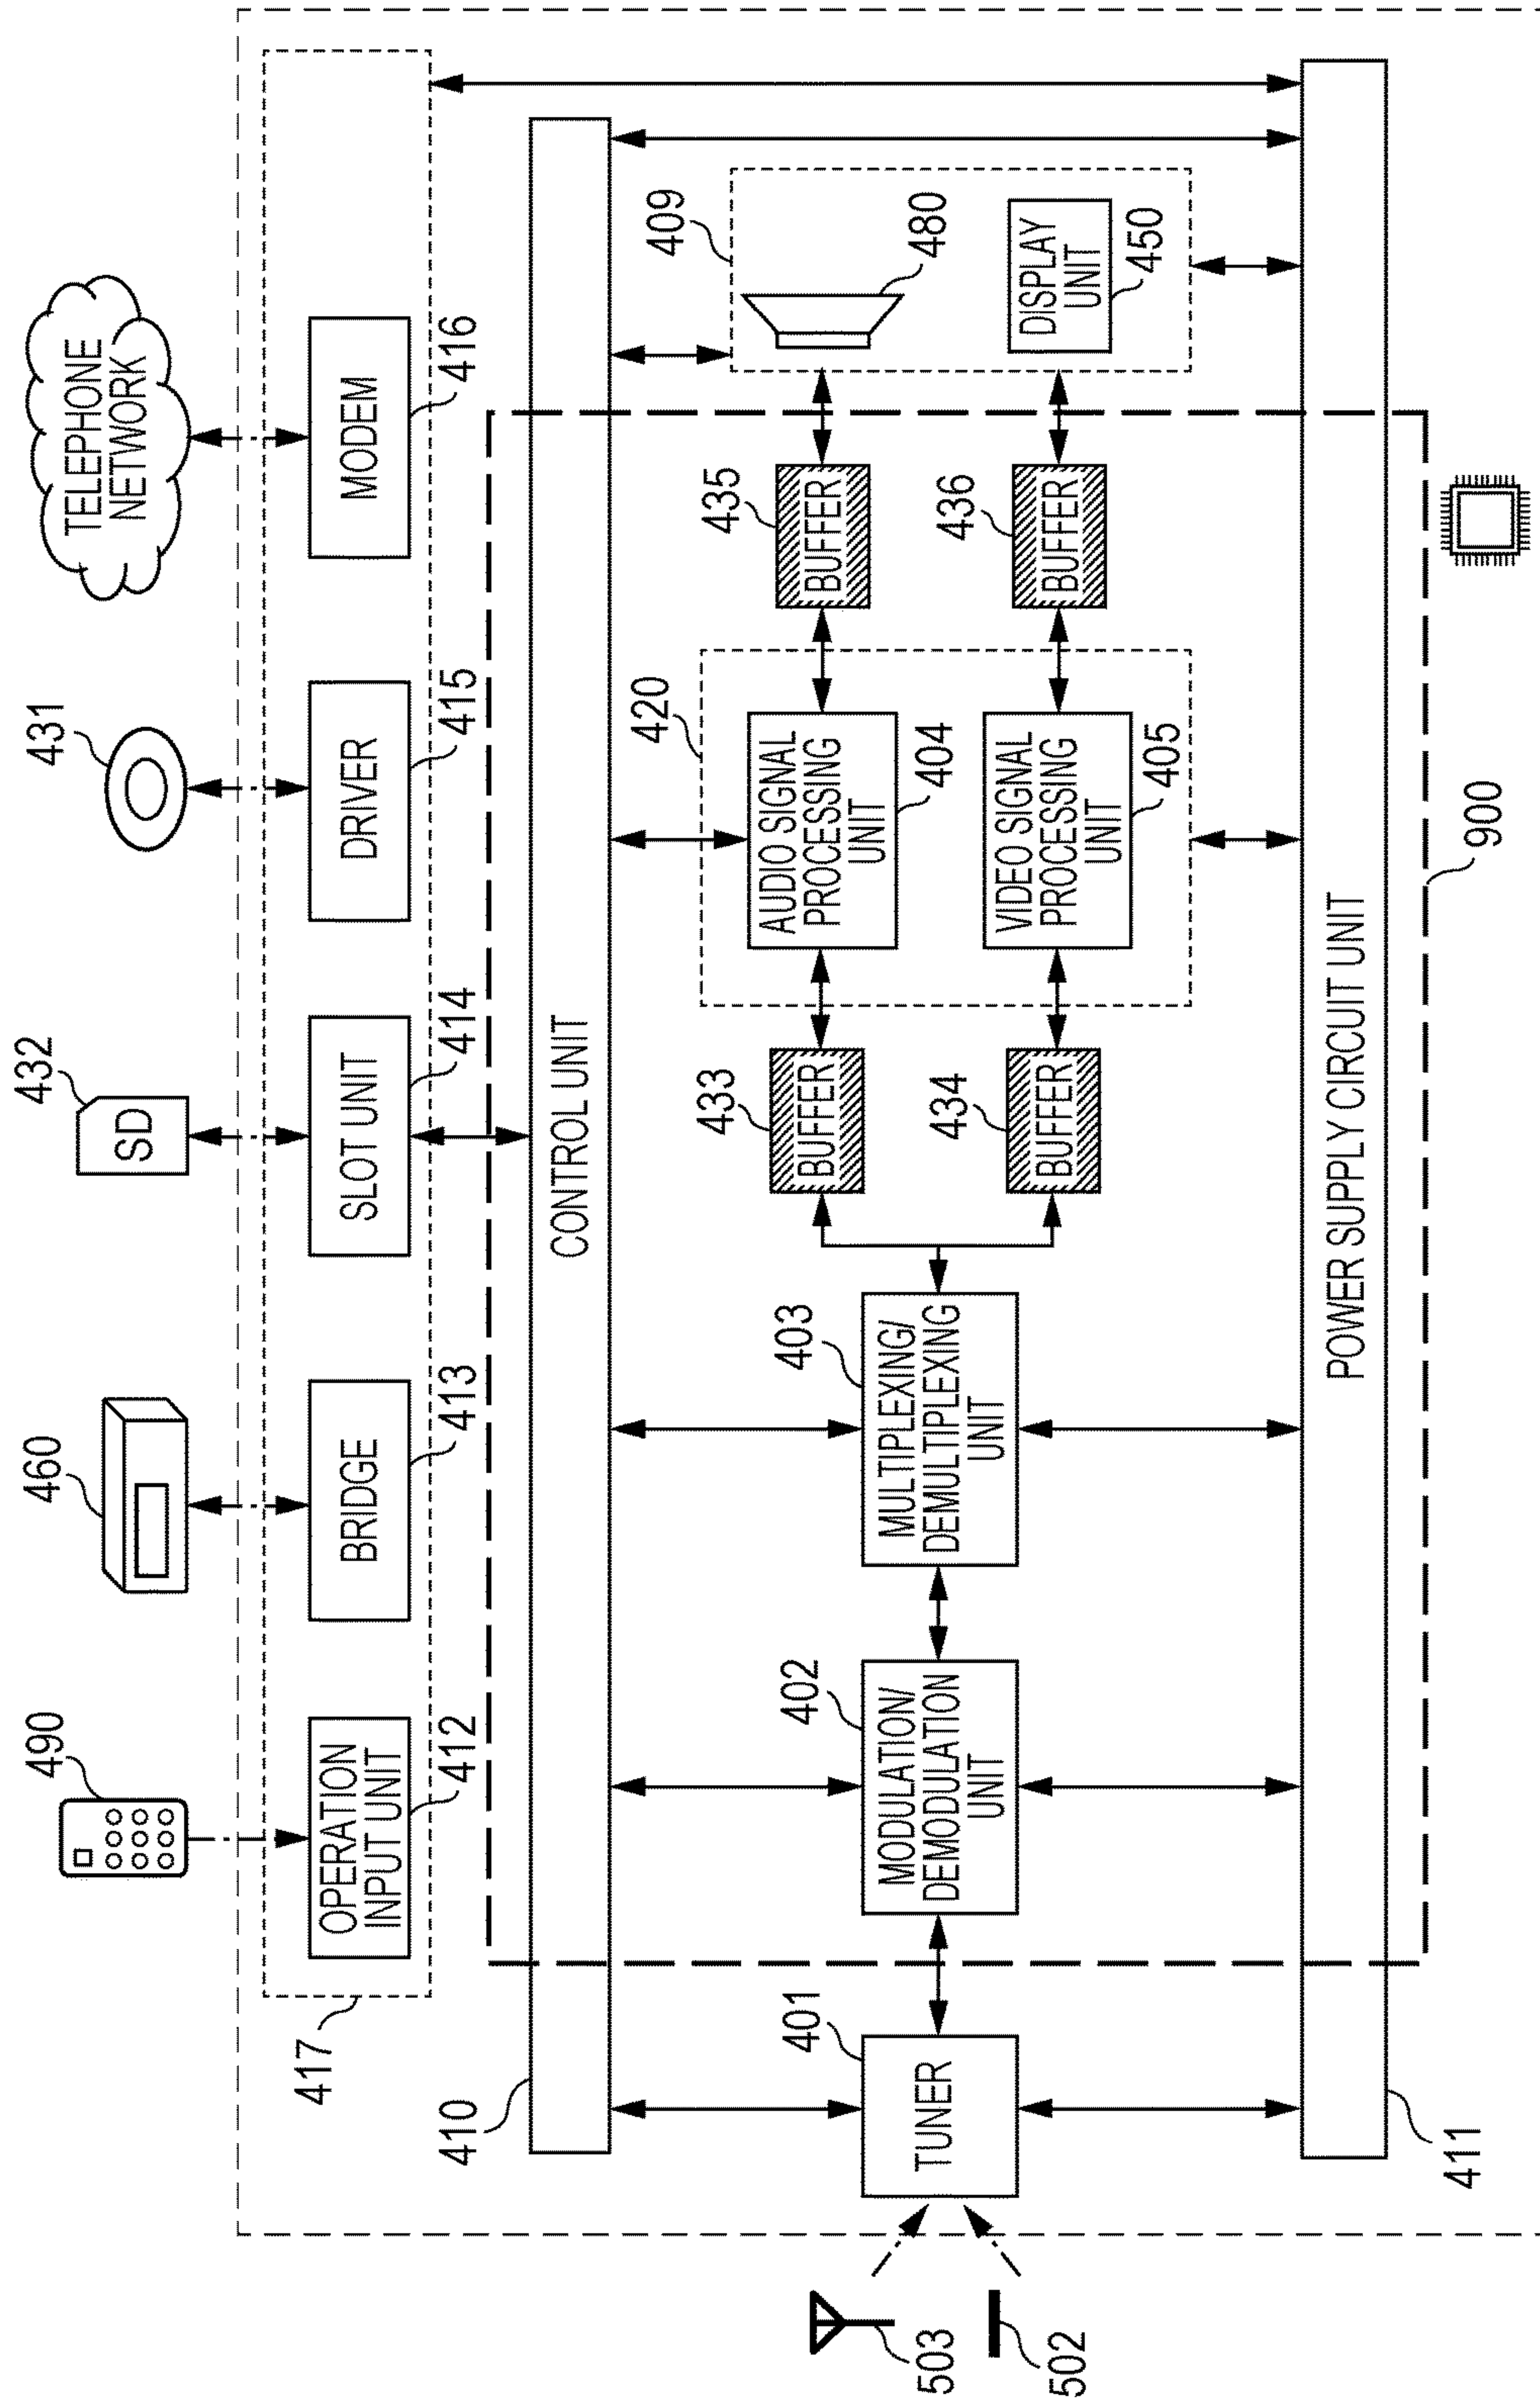 490
460
432
SD
431
TELEPHONE
NETWORK
OPERATION
INPUT UNIT
412
BRIDGE
413
SLOT UNIT
414
DRIVER
415
MODEM
416
417
410
CONTROL UNIT
503
502
401
TUNER
402
MODULATION/
DEMODULATION
UNIT
403
MULTIPLEXING/
DEMULTIPLEXING
UNIT
433
BUFFER
434
BUFFER
420
AUDIO SIGNAL
PROCESSING
UNIT
404
VIDEO SIGNAL
PROCESSING
UNIT
405
435
BUFFER
436
BUFFER
409
480
DISPLAY
UNIT
450
411
POWER SUPPLY CIRCUIT UNIT
900